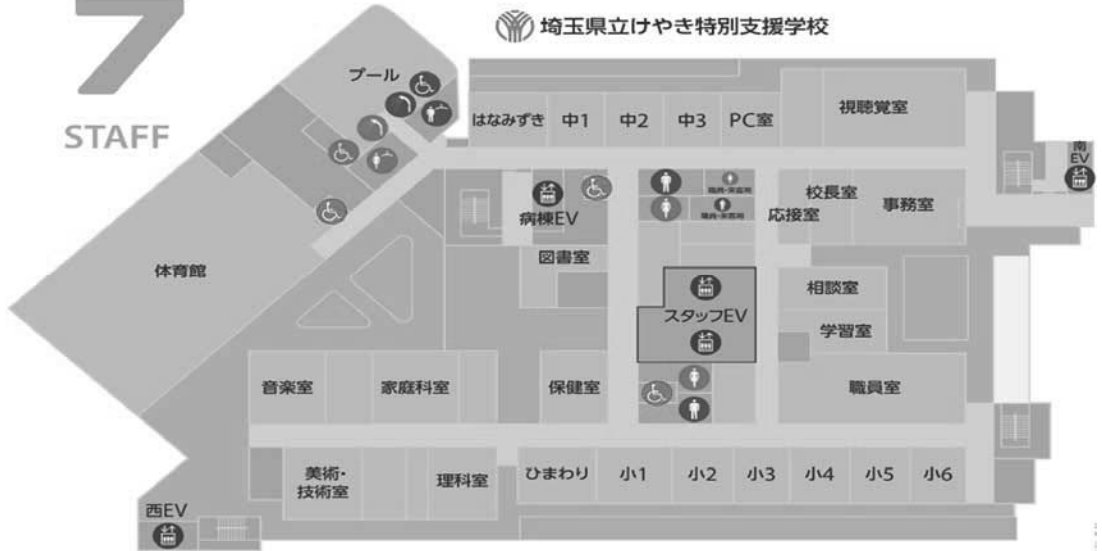 7
STAFF
埼玉県立けやき特別支援学校
プール
はなみずき
中1
中2
中3
PC室
視聴覚室
南
EV
病棟EV
校長室
応接室
事務室
体育館
図書室
相談室
スタッフEV
学習室
音楽室
家庭科室
保健室
職員室
美術・
技術室
理科室
ひまわり
小1
小2
小3
小4
小5
小6
西EV